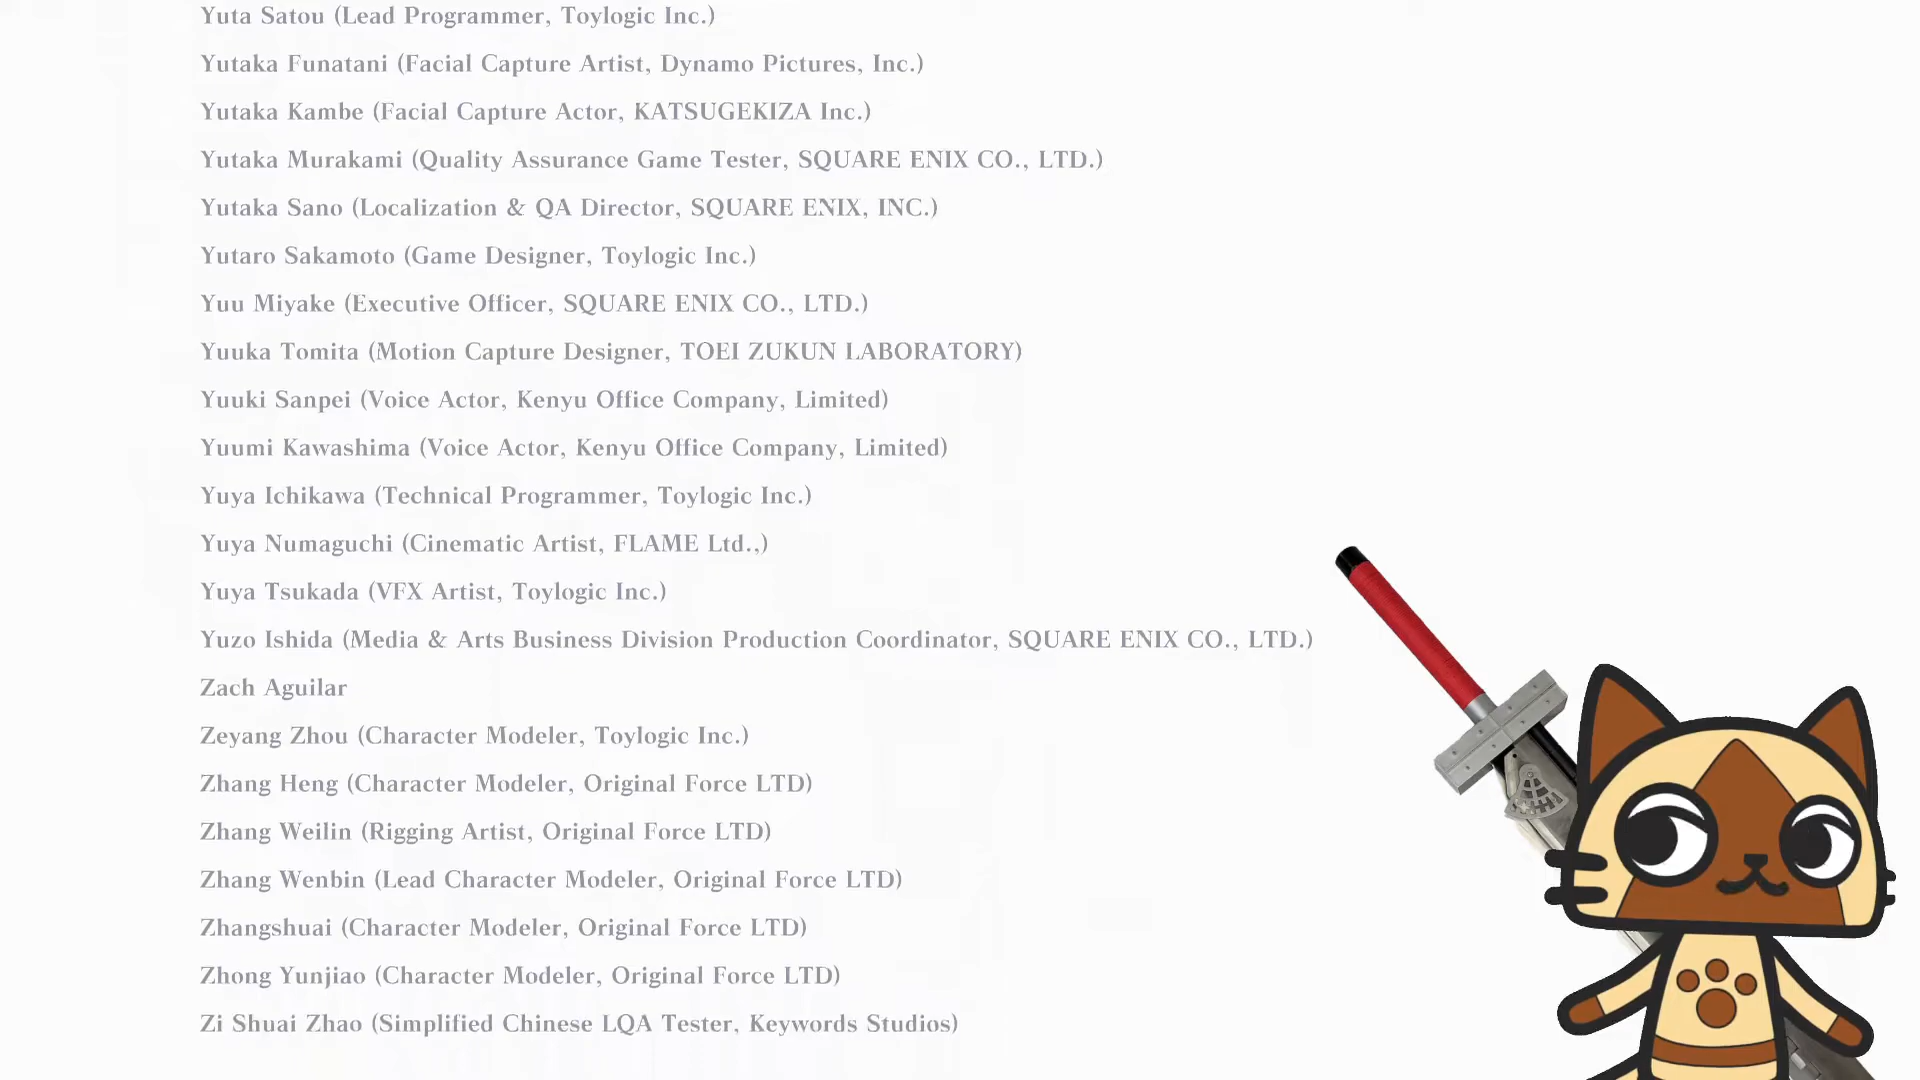 Yuta Satou (Lead Programmer, Toylogic Inc.)
Yutaka Funatani (Facial Capture Artist, Dynamo Pictures, Inc.)
Yutaka Kambe (Facial Capture Actor, KATSUGEKIZA Inc.)
Yutaka Murakami (Quality Assurance Game Tester, SQUARE ENIX CO., LTD.)
Yutaka Sano (Localization & QA Director, SQUARE ENIX, INC.)
Yutaro Sakamoto (Game Designer, Toylogic Inc.)
Yuu Miyake (Executive Officer, SQUARE ENIX CO., LTD.)
Yuuka Tomita (Motion Capture Designer, TOEI ZUKUN LABORATORY)
Yuuki Sanpei (Voice Actor, Kenyu Office Company, Limited)
Yuumi Kawashima (Voice Actor, Kenyu Office Company, Limited)
Yuya Ichikawa (Technical Programmer, Toylogic Inc.)
Yuya Numaguchi (Cinematic Artist, FLAME Ltd.,)
Yuya Tsukada (VFX Artist, Toylogic Inc.)
Yuzo Ishida (Media & Arts Business Division Production Coordinator, SQUARE ENIX CO., LTD.)
Zach Aguilar
Zeyang Zhou (Character Modeler, Toylogic Inc.)
Zhang Heng (Character Modeler, Original Force LTD)
Zhang Weilin (Rigging Artist, Original Force LTD)
Zhang Wenbin (Lead Character Modeler, Original Force LTD)
Zhangshuai (Character Modeler, Original Force LTD)
Zhong Yunjiao (Character Modeler, Original Force LTD)
Zi Shuai Zhao (Simplified Chinese LQA Tester, Keywords Studios)